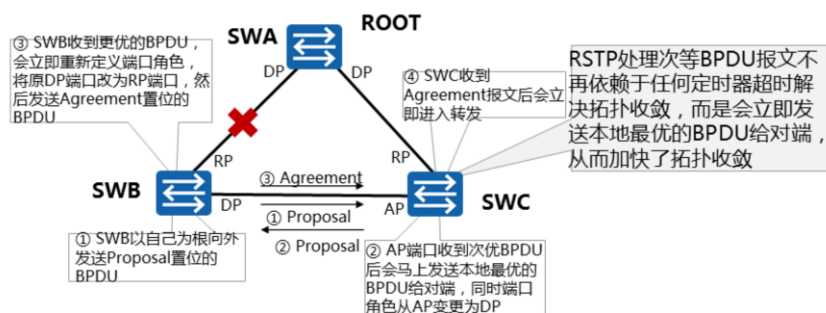 ③ SWB收到更优的BPDU，
会立即重新定义端口角色，
将原DP端口改为RP端口，然
后发送Agreement置位的
BPDU
SWA
ROOT
DP
DP
④ SWC收到
Agreement报文后会立
即进入转发
RSTP处理次等BPDU报文不
再依赖于任何定时器超时解
决拓扑收敛，而是会立即发
送本地最优的BPDU给对端，
从而加快了拓扑收敛
RP
RP
SWB
③ Agreement
DP
AP
SWC
① Proposal
② Proposal
① SWB以自己为根向外
发送Proposal置位的
BPDU
② AP端口收到次优BPDU
后会马上发送本地最优的
BPDU给对端，同时端口
角色从AP变更为DP